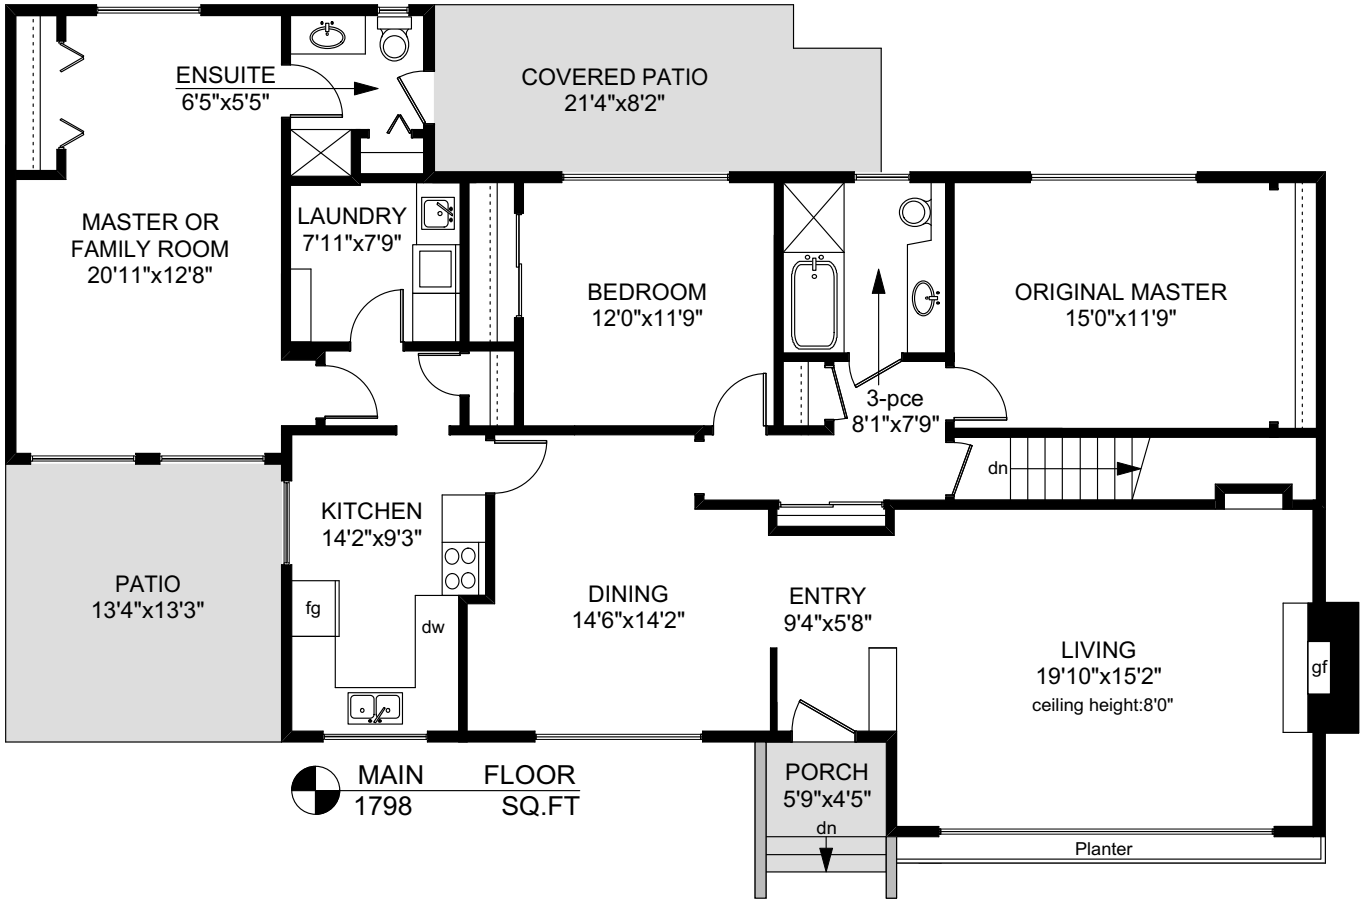 ENSUITE
6'5"x5'5"
COVERED PATIO
21'4"x8'2"
MASTER OR
FAMILY ROOM
20'11"x12'8"
LAUNDRY
7'11"x7'9"
BEDROOM
12'0"x11'9"
ORIGINAL MASTER
15'0"x11'9"
3-pce
8'1"x7'9"
dn
KITCHEN
14'2"x9'3"
fg
dw
PATIO
13'4"x13'3"
DINING
14'6"x14'2"
ENTRY
9'4"x5'8"
LIVING
19'10"x15'2"
ceiling height:8'0"
gf
MAIN FLOOR
1798 SQ.FT
PORCH
5'9"x4'5"
dn
Planter